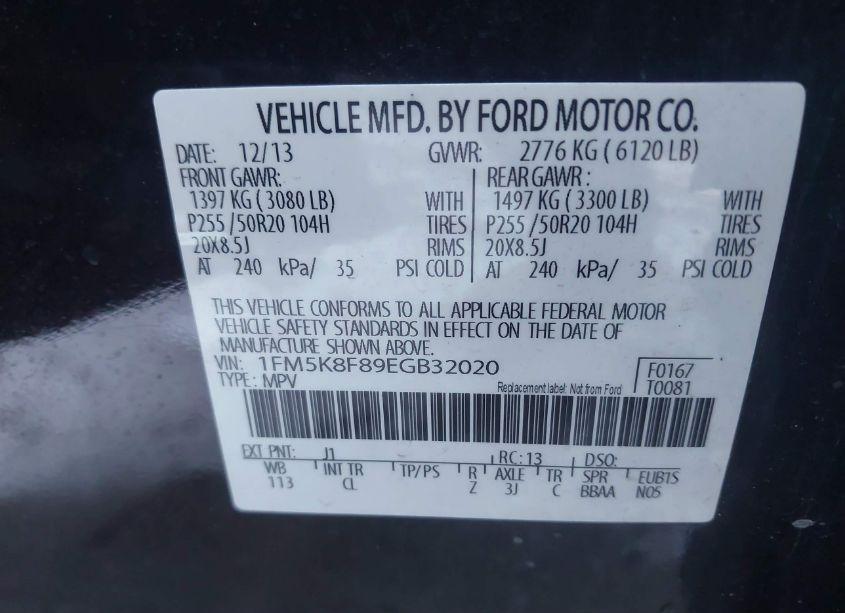 VEHICLE MFD. BY FORD MOTOR CO.
DATE: 12/13 GVWR: 2776 KG ( 6120 LB)
FRONT GAWR: REAR GAWR :
1397 KG ( 3080 LB) WITH 1497 KG ( 3300 LB) WITH
P255 /50R20 104H TIRES P255 /50R20 104H TIRES
20X8.5J RIMS 20X8.5J RIMS
AT 240 kPa/ 35 PSI COLD AT 240 kPa/ 35 PSI COLD
THIS VEHICLE CONFORMS TO ALL APPLICABLE FEDERAL MOTOR
VEHICLE SAFETY STANDARDS IN EFFECT ON THE DATE OF
MANUFACTURE SHOWN ABOVE.
VIN: 1FM5K8F89EGB32020 F0167
TYPE: MPV Replacement label: Not from Ford T0081
EXT PNT: J1 RC: 13 DSO:
WB INT TR TP/PS R AXLE TR SPR EUBTS
113 CL Z 3J C BBAA N05